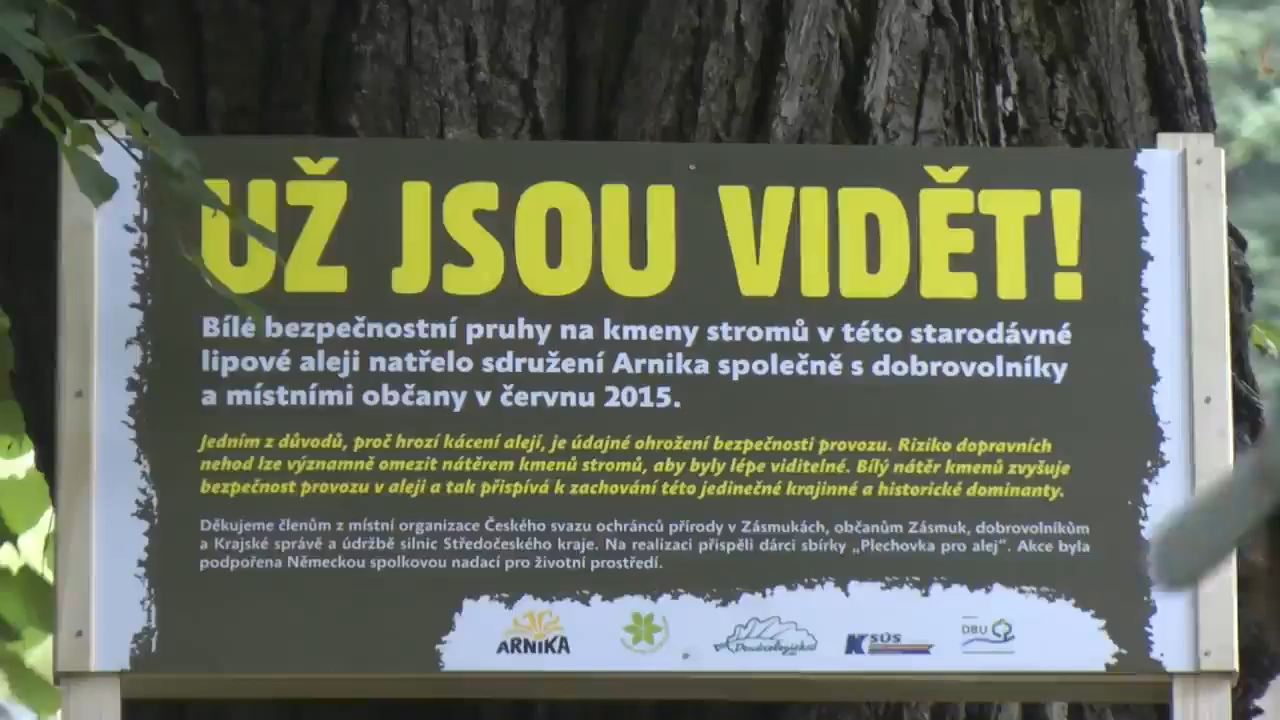 UŽ JSOU VIDĚT!
Bílé bezpečnostní pruhy na kmeny stromů v této starodávné
lipové aleji natřelo sdružení Arnika společně s dobrovolníky
a místními občany v červnu 2015.
Jedním z důvodů, proč hrozí kácení alejí, je údajné ohrožení bezpečnosti provozu. Riziko dopravních
nehod lze významně omezit nátěrem kmenů stromů, aby byly lépe viditelné. Bílý nátěr kmenů zvyšuje
bezpečnost provozu v aleji a tak přispívá k zachování této jedinečné krajinné a historické dominanty.
Děkujeme členům z místní organizace Českého svazu ochránců přírody v Zásmukách, občanům Zásmuk, dobrovolníkům
a Krajské správě a údržbě silnic Středočeského kraje. Na realizaci přispěli dárci sbírky „Plechovka pro alej“. Akce byla
podpořena Německou spolkovou nadací pro životní prostředí.
ARNIKA KSÚS DBU